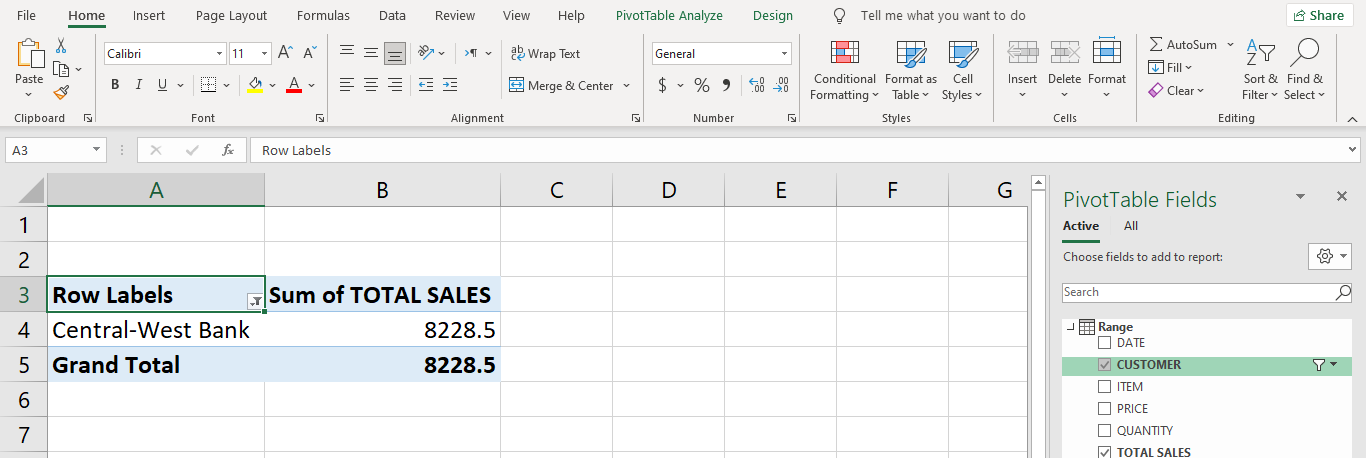 File Home Insert Page Layout Formulas Data Review View Help PivotTable Analyze Design Tell me what you want to do Share
Calibri 11 Wrap Text General AutoSum
Paste Conditional Format as Cell Insert Delete Format Fill Sort & Find &
B I U A Merge & Center $ % Formatting Table Styles Clear Filter Select
Clipboard Font Alignment Number Styles Cells Editing
A3 fx Row Labels
A B C D E F G
PivotTable Fields
1
Active All
2
Choose fields to add to report:
3 Row Labels Sum of TOTAL SALES
Search
4 Central-West Bank 8228.5
Range
DATE
5 Grand Total 8228.5
CUSTOMER
6
ITEM
PRICE
7
QUANTITY
TOTAL SALES